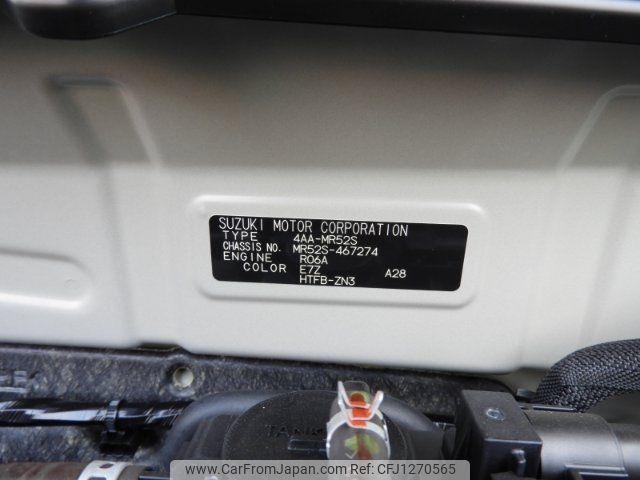 SUZUKI MOTOR CORPORATION
TYPE 4AA-MR52S
CHASSIS NO. MR52S-467274
ENGINE R06A
COLOR E7Z A28
HTFB-ZN3
www.CarFromJapan.com | ©CarFromJapan | CFJ1270565